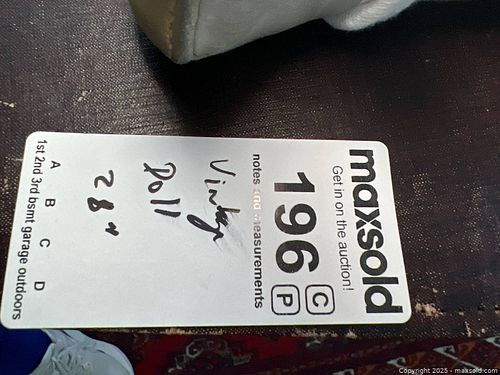 maxsold
Get in on the auction!
196 C P
notes and measurements
Vintage
Doll
28"
A B C D
1st 2nd 3rd bsmt garage outdoors
Copyright 2025 - maxsold.com